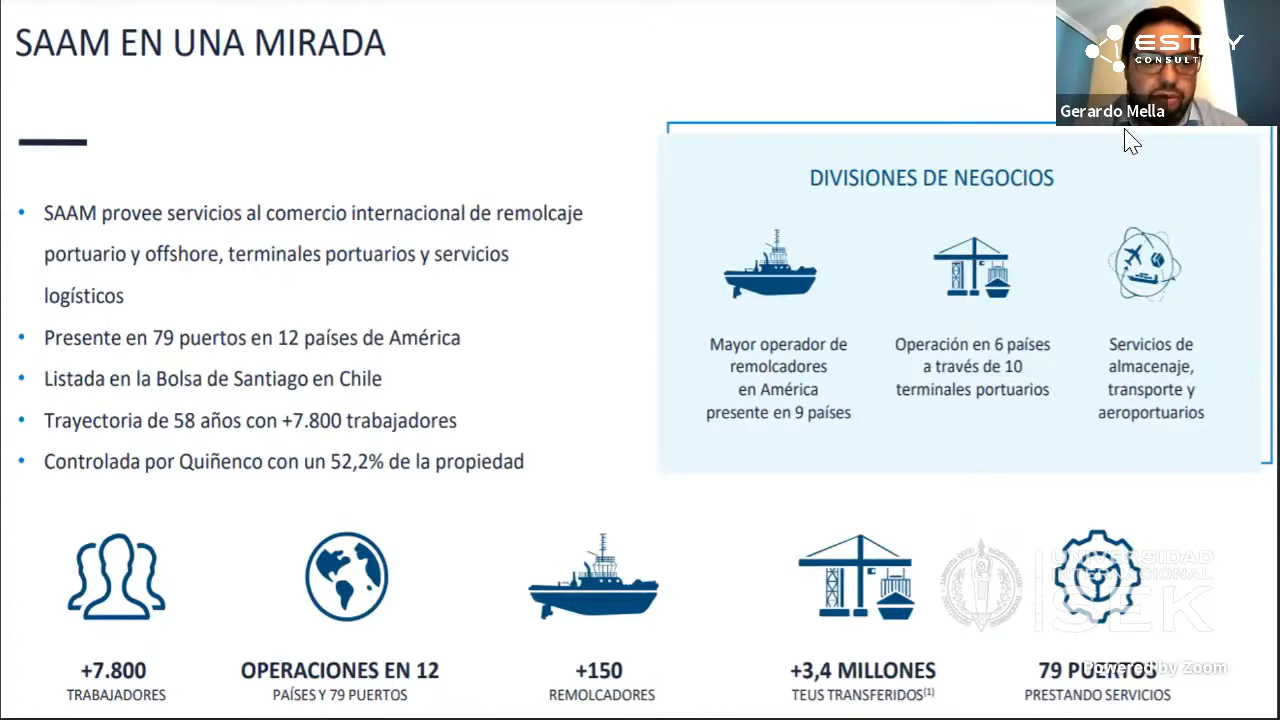 SAAM EN UNA MIRADA
ESTRY
CONSULT
Gerardo Mella
• SAAM provee servicios al comercio internacional de remolcaje
portuario y offshore, terminales portuarios y servicios
logísticos
• Presente en 79 puertos en 12 países de América
• Listada en la Bolsa de Santiago en Chile
• Trayectoria de 58 años con +7.800 trabajadores
• Controlada por Quiñenco con un 52,2% de la propiedad
DIVISIONES DE NEGOCIOS
Mayor operador de
remolcadores
en América
presente en 9 países
Operación en 6 países
a través de 10
terminales portuarios
Servicios de
almacenaje,
transporte y
aeroportuarios
+7.800
TRABAJADORES
OPERACIONES EN 12
PAÍSES Y 79 PUERTOS
+150
REMOLCADORES
+3,4 MILLONES
TEUS TRANSFERIDOS(1)
79 PUERTOS
PRESTANDO SERVICIOS
UNIVERSIDAD
INTERNACIONAL
SEK
Powered by Zoom